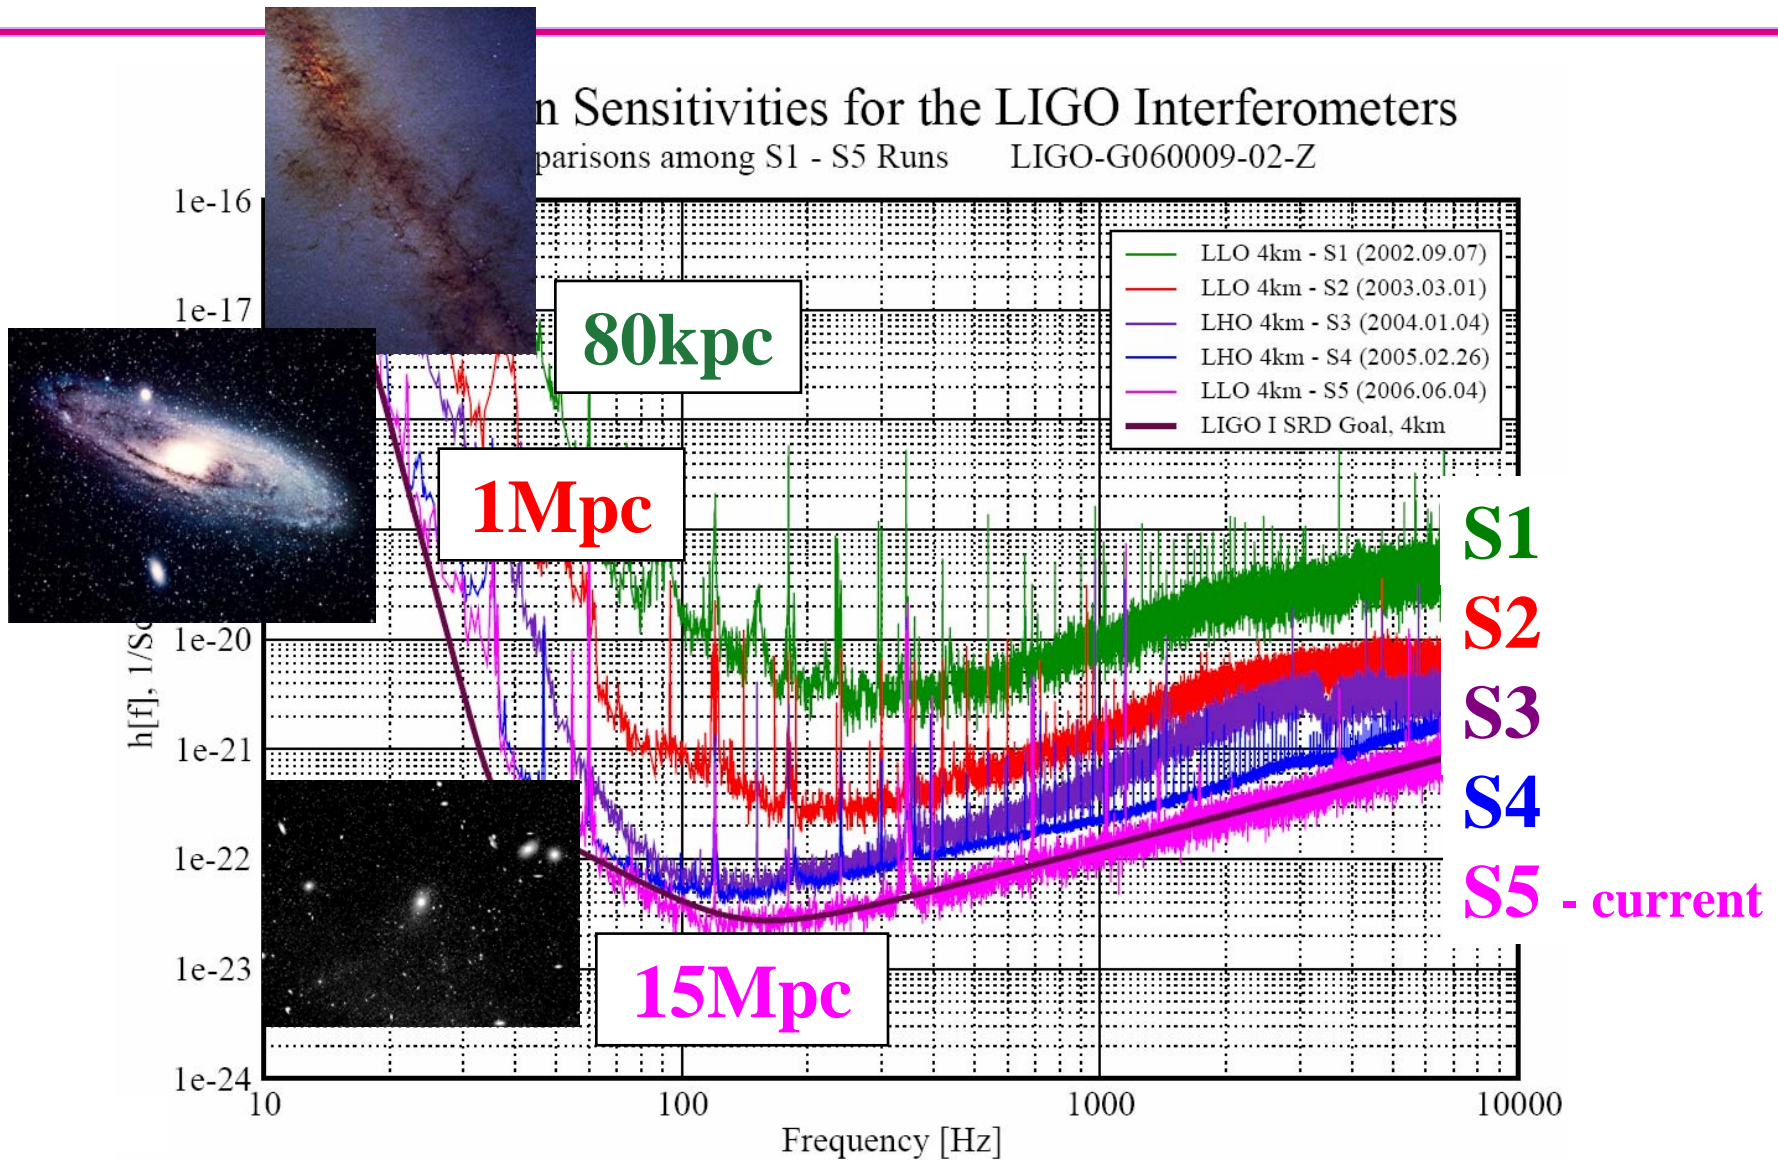 n Sensitivities for the LIGO Interferometers
parisons among S1 - S5 Runs LIGO-G060009-02-Z
1e-16
1e-17
1e-20
1e-21
1e-22
1e-23
1e-24
h[f], 1/S
80kpc
1Mpc
15Mpc
LLO 4km - S1 (2002.09.07)
LLO 4km - S2 (2003.03.01)
LHO 4km - S3 (2004.01.04)
LHO 4km - S4 (2005.02.26)
LLO 4km - S5 (2006.06.04)
LIGO I SRD Goal, 4km
S1
S2
S3
S4
S5 - current
10
100
1000
10000
Frequency [Hz]